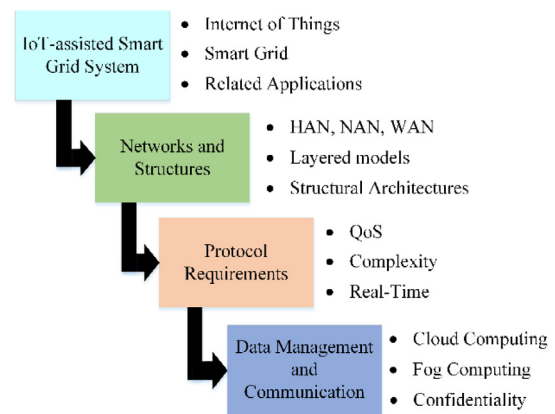 IoT-assisted Smart
Grid System
• Internet of Things
• Smart Grid
• Related Applications
Networks and
Structures
• HAN, NAN, WAN
• Layered models
• Structural Architectures
Protocol
Requirements
• QoS
• Complexity
• Real-Time
Data Management
and
Communication
• Cloud Computing
• Fog Computing
• Confidentiality